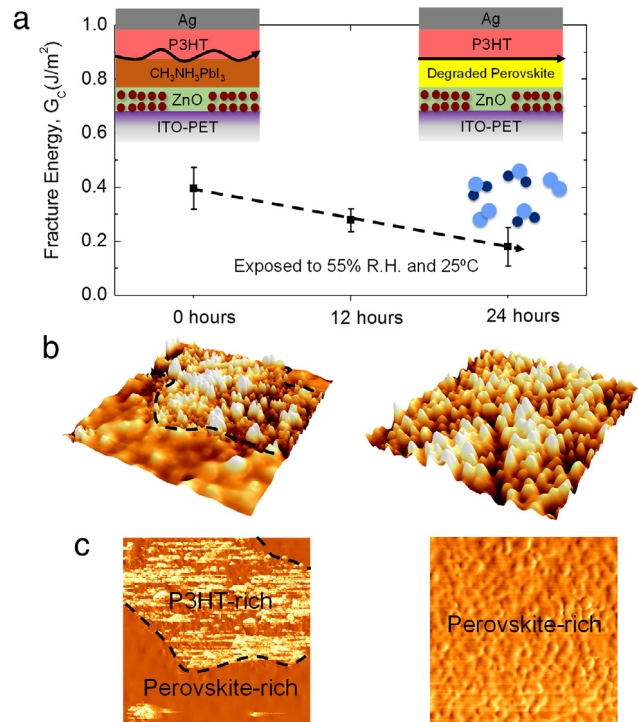 a
Ag
P3HT
CH₃NH₃PbI₃
ZnO
ITO-PET
Ag
P3HT
Degraded Perovskite
ZnO
ITO-PET
Fracture Energy, G_C (J/m²)
1.0
0.8
0.6
0.4
0.2
0.0
Exposed to 55% R.H. and 25ºC
0 hours
12 hours
24 hours
b
c
P3HT-rich
Perovskite-rich
Perovskite-rich